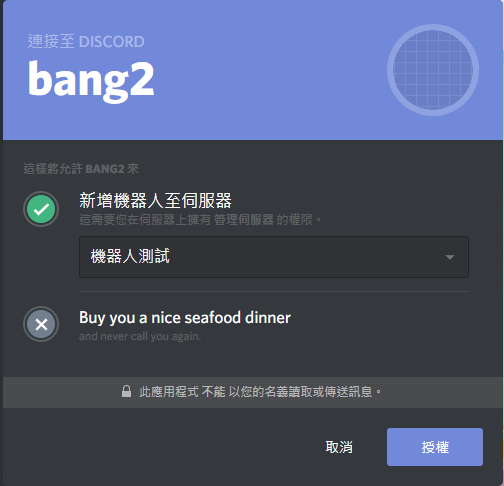 連接至 DISCORD
bang2
這樣將允許 BANG2 來
新增機器人至伺服器
這需要您在伺服器上擁有 管理伺服器 的權限。
機器人測試
Buy you a nice seafood dinner
and never call you again.
此應用程式 不能 以您的名義讀取或傳送訊息。
取消
授權